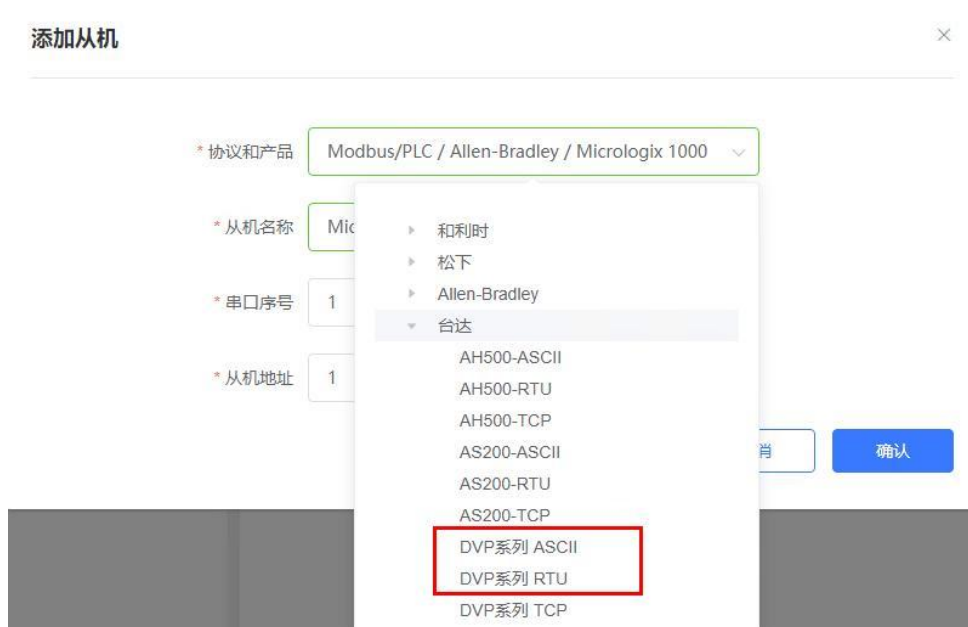 添加从机
* 协议和产品 Modbus/PLC / Allen-Bradley / Micrologix 1000
* 从机名称 Mic
* 串口序号 1
* 从机地址 1
和利时
松下
Allen-Bradley
台达
AH500-ASCII
AH500-RTU
AH500-TCP
AS200-ASCII
AS200-RTU
AS200-TCP
DVP系列 ASCII
DVP系列 RTU
DVP系列 TCP
消 确认